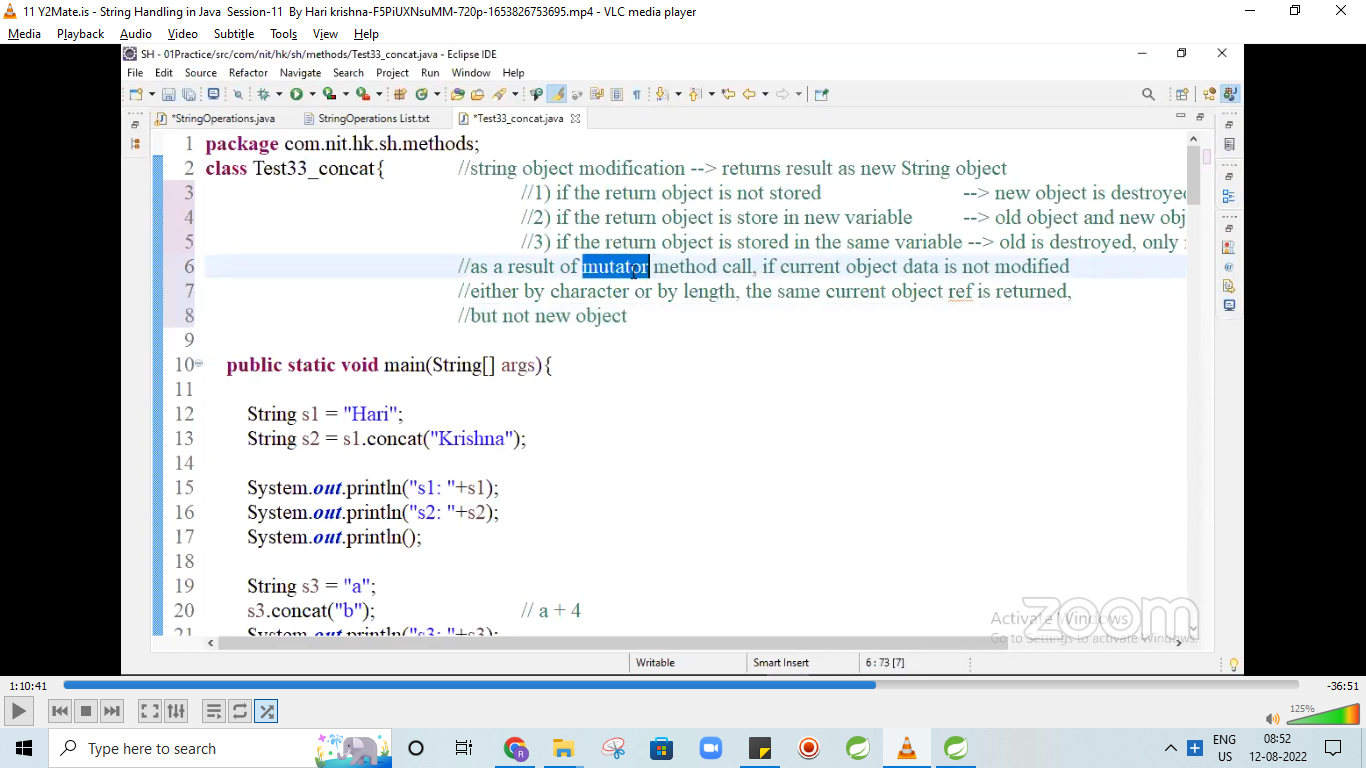 11 Y2Mate.is - String Handling in Java  Session-11  By Hari krishna-F5PiUXNsuMM-720p-1653826753695.mp4 - VLC media player
Media Playback Audio Video Subtitle Tools View Help
SH - 01Practice/src/com/nit/hk/sh/methods/Test33_concat.java - Eclipse IDE
File Edit Source Refactor Navigate Search Project Run Window Help
*StringOperations.java StringOperations List.txt *Test33_concat.java
1 package com.nit.hk.sh.methods;
2 class Test33_concat{ //string object modification --> returns result as new String object
3 //1) if the return object is not stored --> new object is destroyed
4 //2) if the return object is store in new variable --> old object and new obj
5 //3) if the return object is stored in the same variable --> old is destroyed, only
6 //as a result of mutator method call, if current object data is not modified
7 //either by character or by length, the same current object ref is returned,
8 //but not new object
9
10 public static void main(String[] args){
11
12 String s1 = "Hari";
13 String s2 = s1.concat("Krishna");
14
15 System.out.println("s1: "+s1);
16 System.out.println("s2: "+s2);
17 System.out.println();
18
19 String s3 = "a";
20 s3.concat("b"); // a + 4
21 System.out.println("s3: "+s3);
zoom
Activate Windows
Go to Settings to activate Windows.
Writable Smart Insert 6 : 73 [7]
1:10:41 -36:51
125%
Type here to search
ENG 08:52
US 12-08-2022